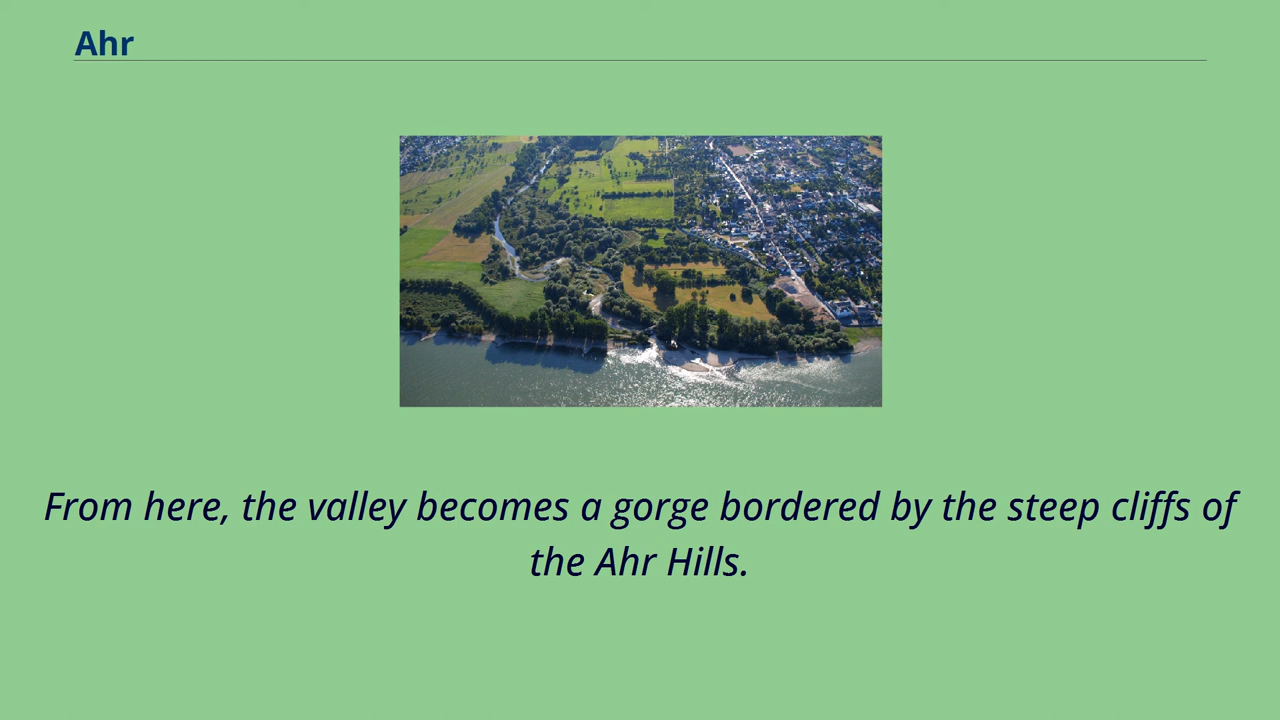 Ahr
From here, the valley becomes a gorge bordered by the steep cliffs of
the Ahr Hills.